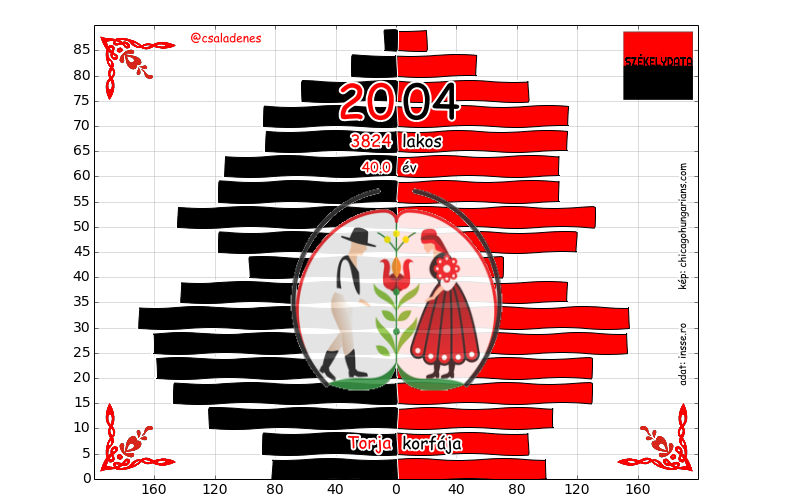 @csaladenes
SZÉKELYDATA
2004
3824 lakos
40.0 év
kép: chicagohungarians.com
adat: insse.ro
Torja korfája
85
80
75
70
65
60
55
50
45
40
35
30
25
20
15
10
5
0
160 120 80 40 0 40 80 120 160